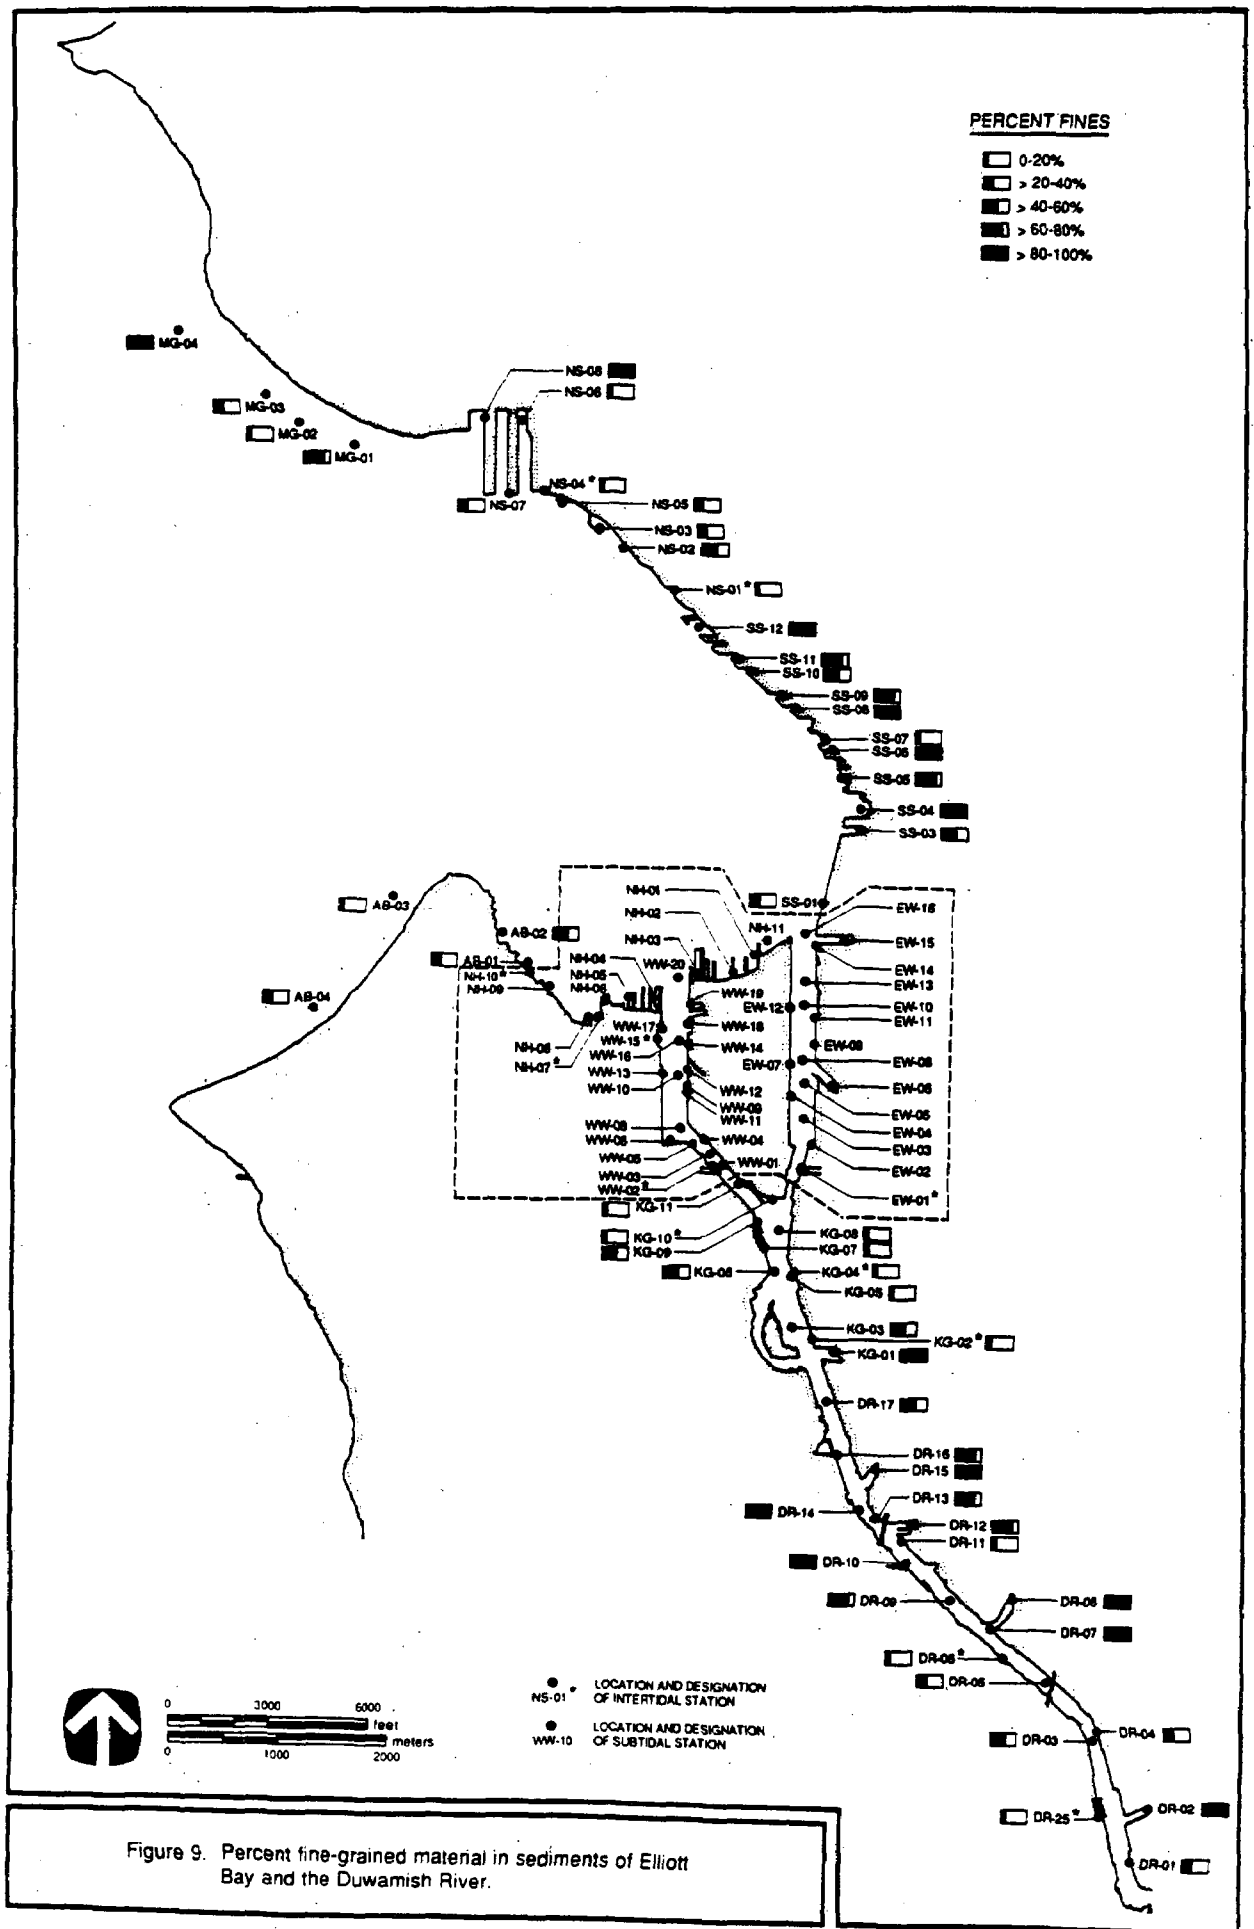 PERCENT FINES
0-20%
> 20-40%
> 40-60%
> 60-80%
> 80-100%
MG-04
NS-08
NS-06
MG-03
MG-02
MG-01
NS-04*
NS-07
NS-05
NS-03
NS-02
NS-01*
SS-12
SS-11
SS-10
SS-09
SS-08
SS-07
SS-06
SS-05
SS-04
SS-03
NH-01
SS-01
AB-03
EW-16
NH-02
AB-02
NH-11
NH-03
EW-15
AB-01
NH-04
WW-20
EW-14
NH-10*
NH-05
EW-13
NH-09
NH-06
AB-04
WW-19
EW-12
EW-10
EW-11
WW-17
WW-18
WW-15*
NH-08
WW-14
EW-09
WW-16
NH-07*
EW-07
EW-08
WW-13
WW-10
WW-12
EW-06
WW-09
EW-05
WW-11
WW-08
EW-04
WW-06
WW-04
EW-03
WW-05
WW-01
EW-02
WW-03
WW-02*
EW-01*
KG-11
KG-10*
KG-08
KG-09
KG-07
KG-06
KG-04*
KG-05
KG-03
KG-02*
KG-01
DR-17
DR-16
DR-15
DR-13
DR-14
DR-12
DR-11
DR-10
DR-09
DR-08
DR-07
DR-06*
DR-05
DR-04
DR-03
DR-25*
DR-02
DR-01
0 3000 6000
feet
meters
0 1000 2000
NS-01* LOCATION AND DESIGNATION
OF INTERTIDAL STATION
WW-10 LOCATION AND DESIGNATION
OF SUBTIDAL STATION
Figure 9. Percent fine-grained material in sediments of Elliott
Bay and the Duwamish River.